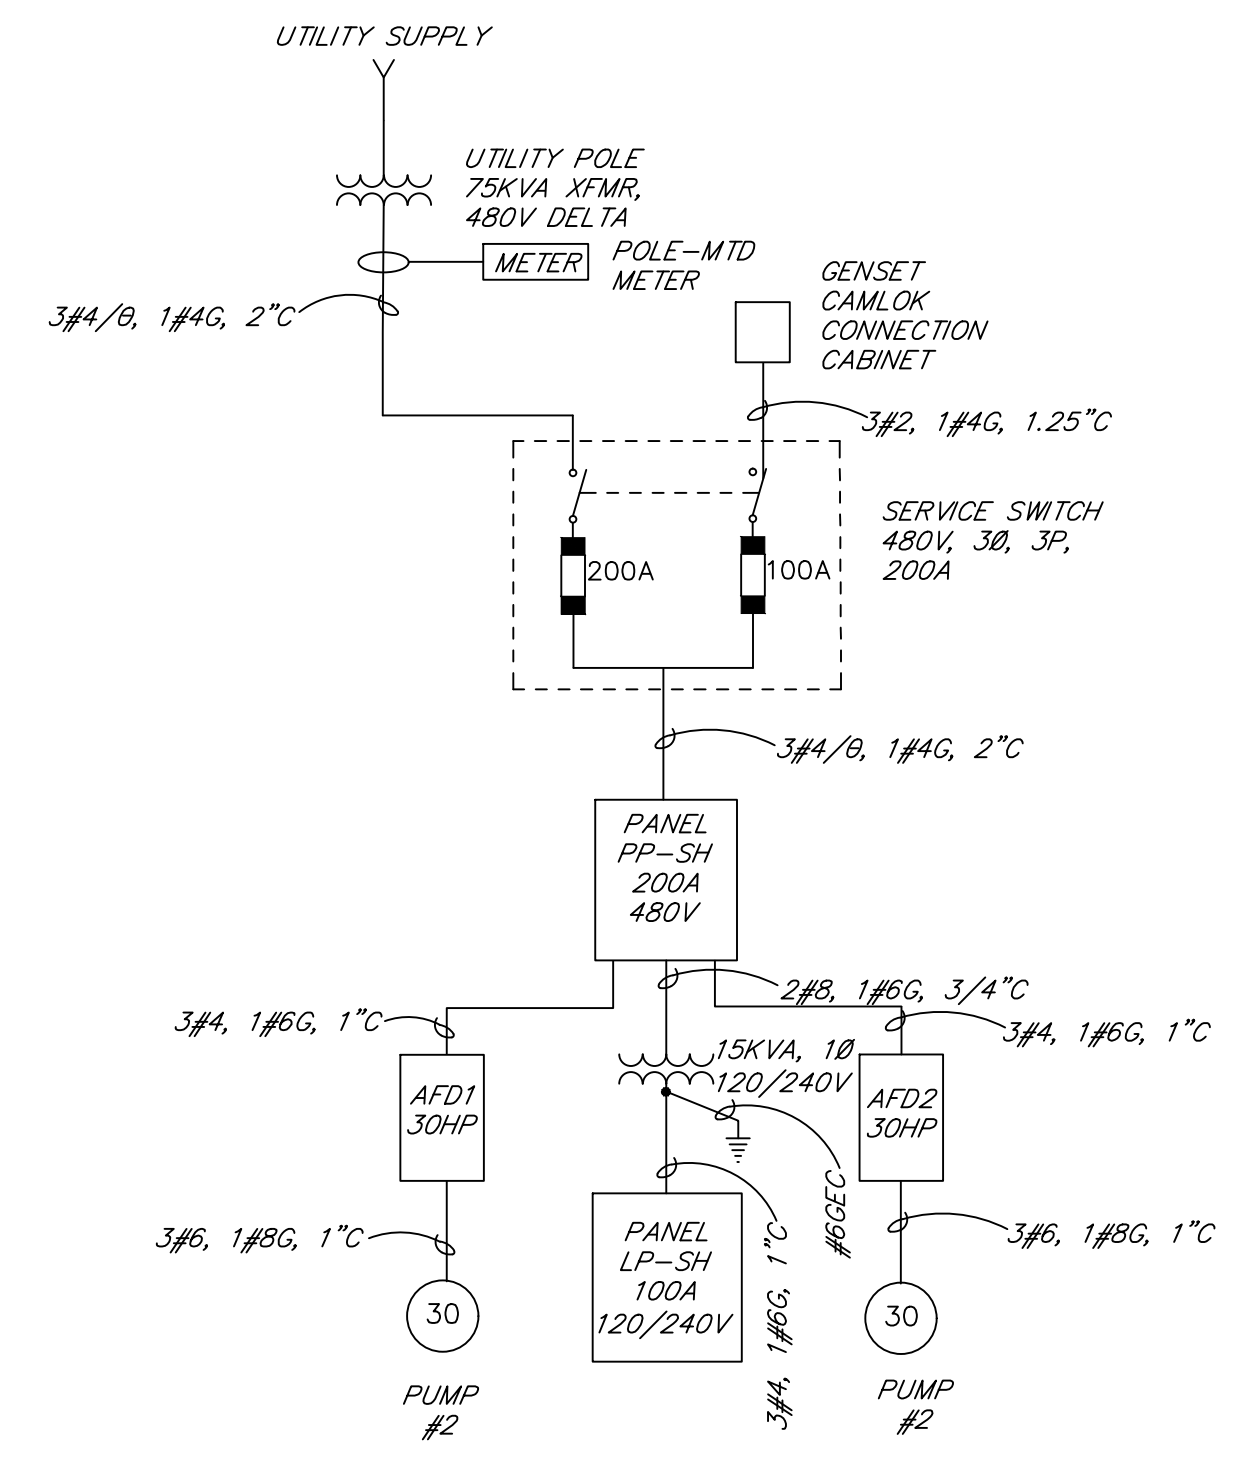 UTILITY SUPPLY
UTILITY POLE
75KVA XFMR,
480V DELTA
METER
POLE-MTD
METER
3#4/0, 1#4G, 2"C
GENSET
CAMLOK
CONNECTION
CABINET
3#2, 1#4G, 1.25"C
SERVICE SWITCH
480V, 3Ø, 3P,
200A
200A
100A
3#4/0, 1#4G, 2"C
PANEL
PP-SH
200A
480V
2#8, 1#6G, 3/4"C
3#4, 1#6G, 1"C
3#4, 1#6G, 1"C
15KVA, 1Ø
120/240V
AFD1
30HP
AFD2
30HP
#6GEC
3#4, 1#6G, 1"C
3#6, 1#8G, 1"C
3#6, 1#8G, 1"C
PANEL
LP-SH
100A
120/240V
30
30
PUMP
#2
PUMP
#2